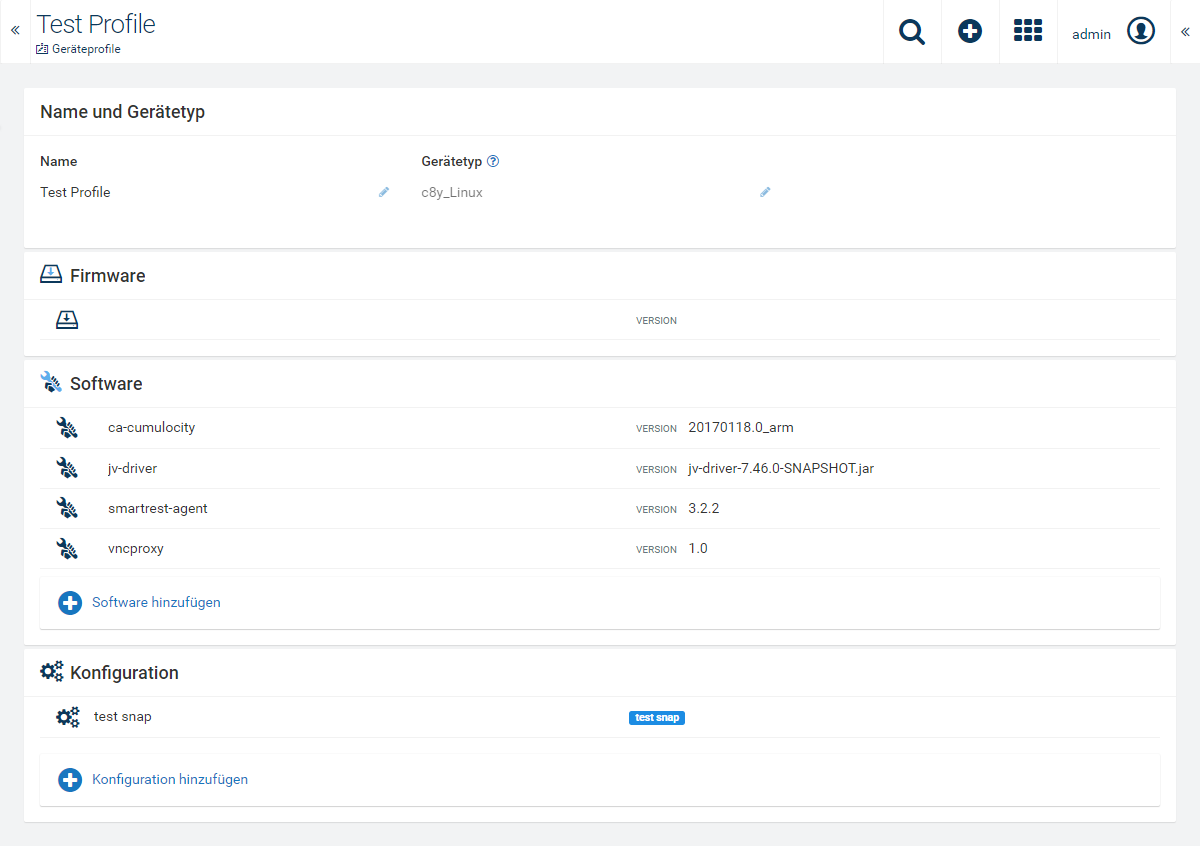 Test Profile
Geräteprofile
admin
Name und Gerätetyp
Name
Gerätetyp
Test Profile
c8y_Linux
Firmware
VERSION
Software
ca-cumulocity VERSION 20170118.0_arm
jv-driver VERSION jv-driver-7.46.0-SNAPSHOT.jar
smartrest-agent VERSION 3.2.2
vncproxy VERSION 1.0
Software hinzufügen
Konfiguration
test snap test snap
Konfiguration hinzufügen